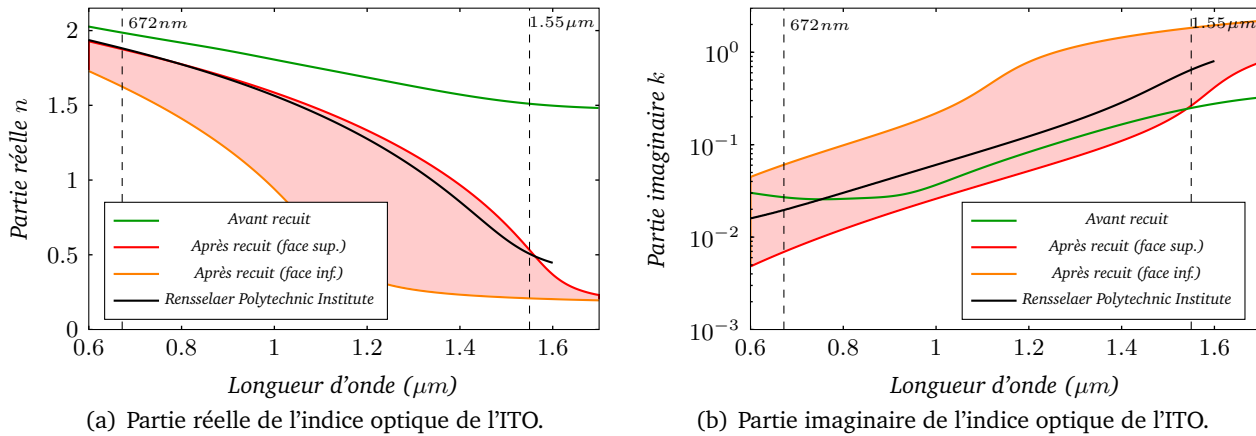 672nm
1.55μm
2
1.5
1
0.5
0
Partie réelle n
Avant recuit
Après recuit (face sup.)
Après recuit (face inf.)
Rensselaer Polytechnic Institute
0.6 0.8 1 1.2 1.4 1.6
Longueur d'onde (μm)
(a) Partie réelle de l'indice optique de l'ITO.
672nm
1.55μm
10⁰
10⁻¹
10⁻²
10⁻³
Partie imaginaire k
Avant recuit
Après recuit (face sup.)
Après recuit (face inf.)
Rensselaer Polytechnic Institute
0.6 0.8 1 1.2 1.4 1.6
Longueur d'onde (μm)
(b) Partie imaginaire de l'indice optique de l'ITO.